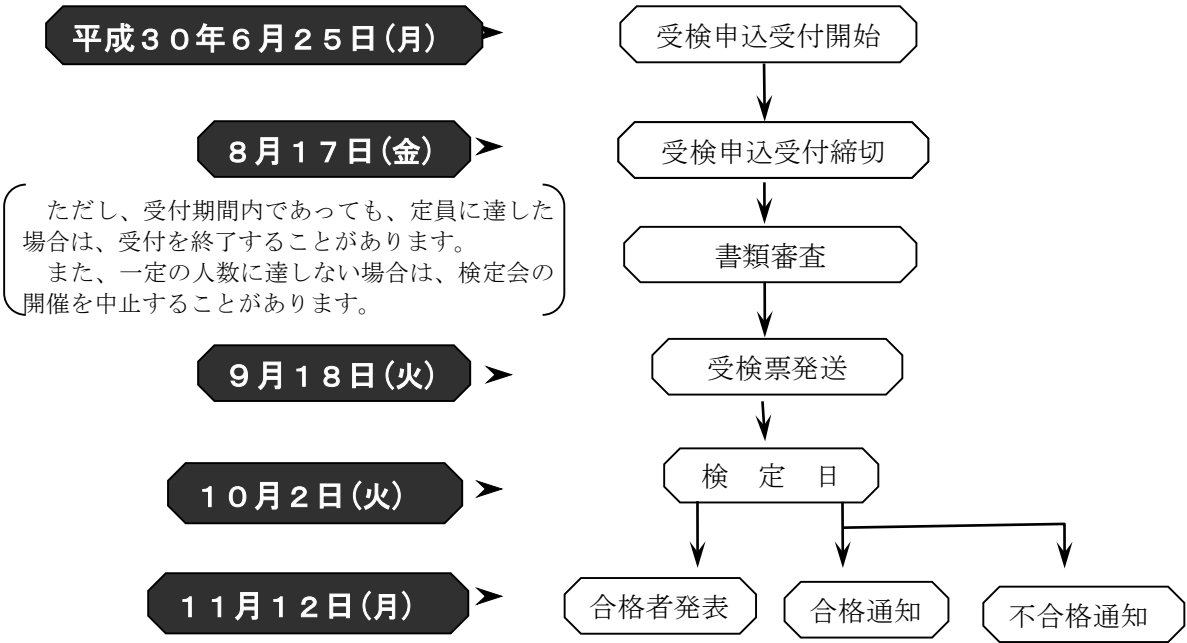 平成３０年６月２５日(月)
受検申込受付開始
８月１７日(金)
受検申込受付締切
ただし、受付期間内であっても、定員に達した
場合は、受付を終了することがあります。
また、一定の人数に達しない場合は、検定会の
開催を中止することがあります。
書類審査
９月１８日(火)
受検票発送
１０月２日(火)
検　定　日
１１月１２日(月)
合格者発表
合格通知
不合格通知